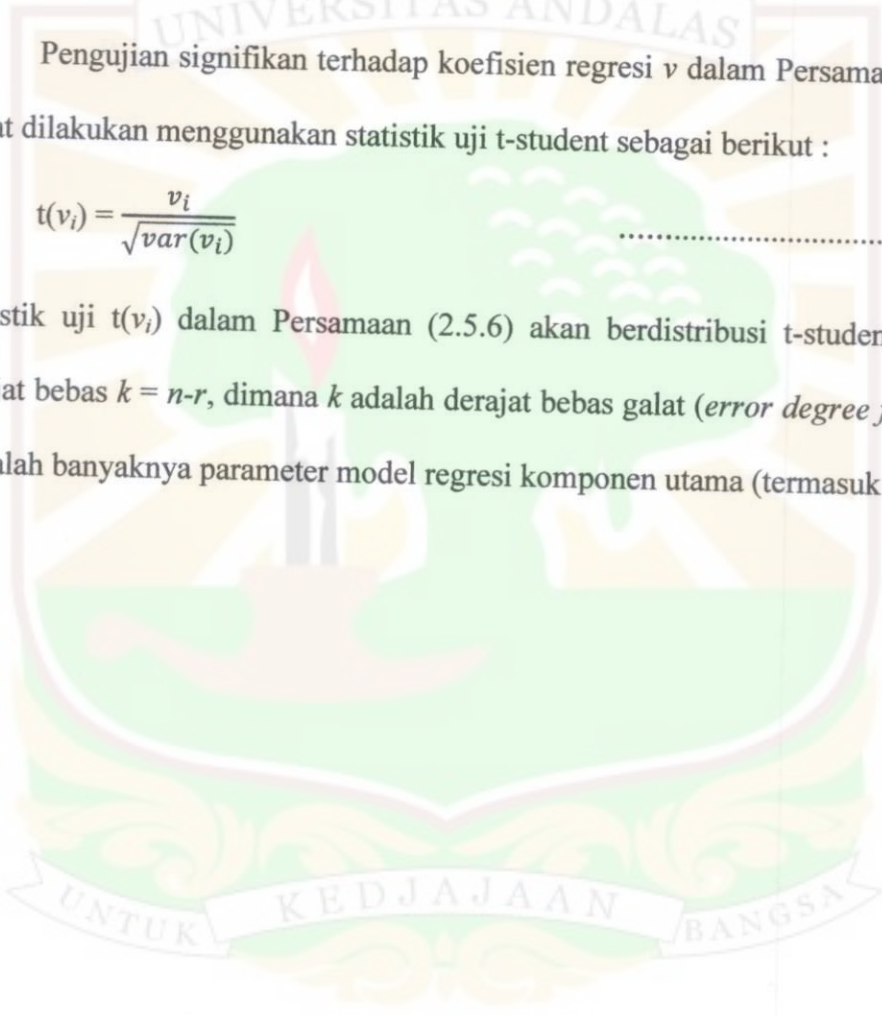 UNIVERSITAS ANDALAS
Pengujian signifikan terhadap koefisien regresi v dalam Persama
at dilakukan menggunakan statistik uji t-student sebagai berikut :
t(vᵢ) = vᵢ / √var(vᵢ) ................................
stik uji t(vᵢ) dalam Persamaan (2.5.6) akan berdistribusi t-studen
at bebas k = n-r, dimana k adalah derajat bebas galat (error degree
alah banyaknya parameter model regresi komponen utama (termasuk
UNTUK KEDJAJAAN BANGSA